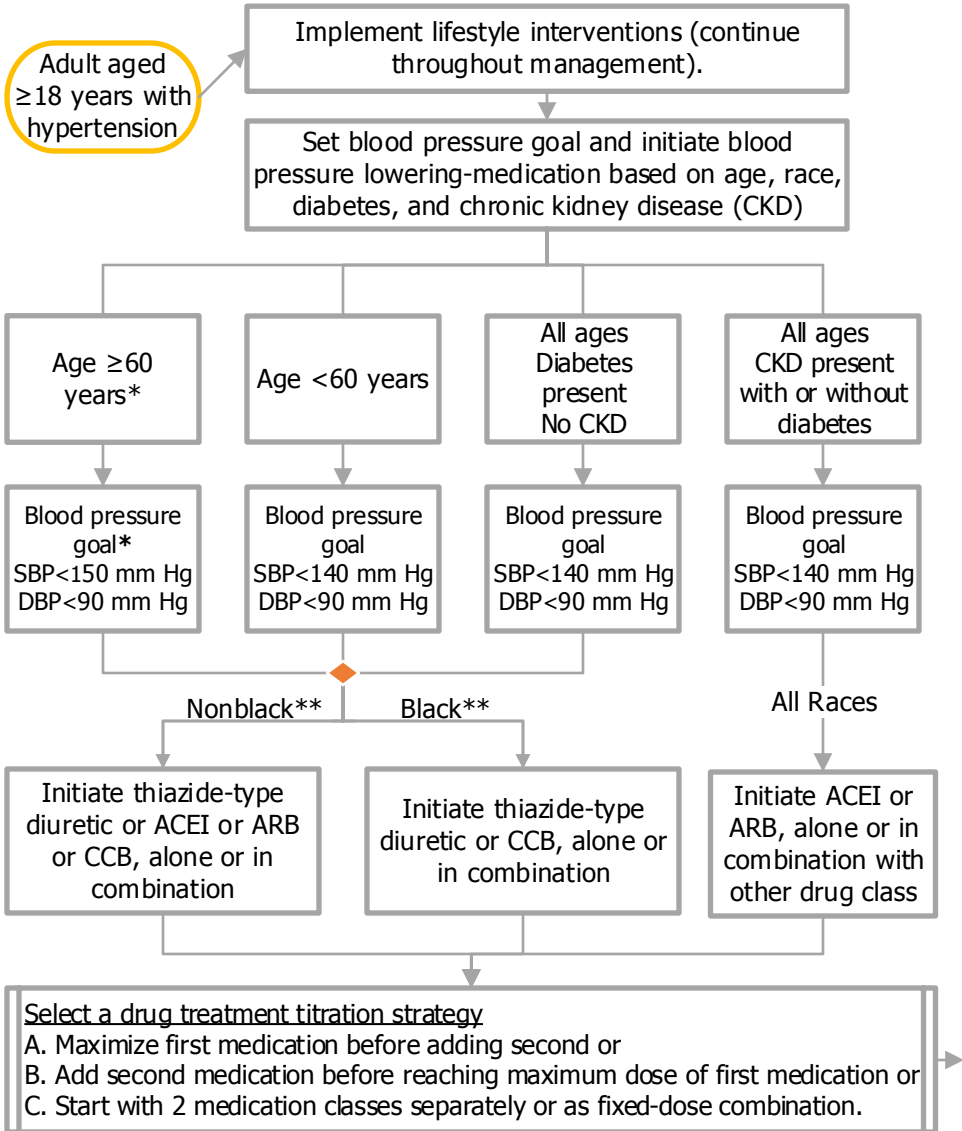 Adult aged
≥18 years with
hypertension
Implement lifestyle interventions (continue
throughout management).
Set blood pressure goal and initiate blood
pressure lowering-medication based on age, race,
diabetes, and chronic kidney disease (CKD)
Age ≥60
years*
Age <60 years
All ages
Diabetes
present
No CKD
All ages
CKD present
with or without
diabetes
Blood pressure
goal*
SBP<150 mm Hg
DBP<90 mm Hg
Blood pressure
goal
SBP<140 mm Hg
DBP<90 mm Hg
Blood pressure
goal
SBP<140 mm Hg
DBP<90 mm Hg
Blood pressure
goal
SBP<140 mm Hg
DBP<90 mm Hg
Nonblack**
Black**
All Races
Initiate thiazide-type
diuretic or ACEI or ARB
or CCB, alone or in
combination
Initiate thiazide-type
diuretic or CCB, alone or
in combination
Initiate ACEI or
ARB, alone or in
combination with
other drug class
Select a drug treatment titration strategy
A. Maximize first medication before adding second or
B. Add second medication before reaching maximum dose of first medication or
C. Start with 2 medication classes separately or as fixed-dose combination.